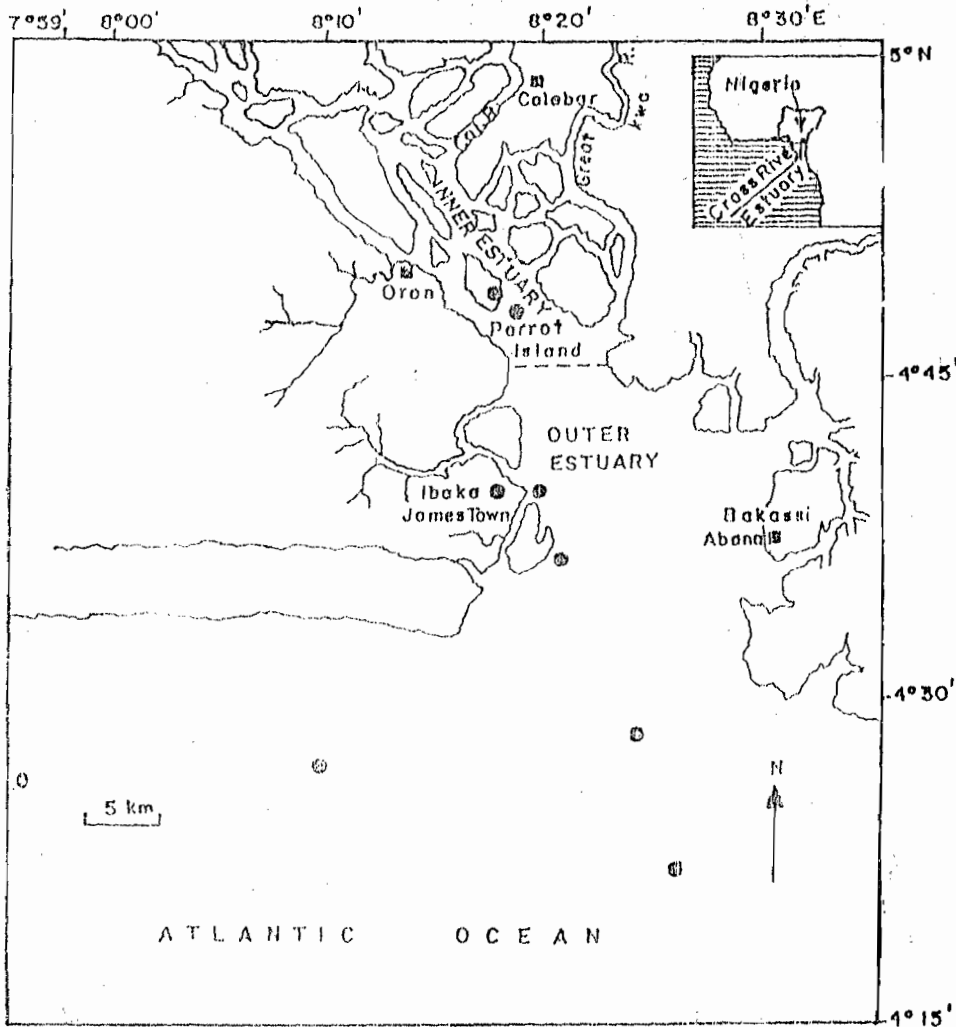 7°59' 8°00' 8°10' 8°20' 8°30'E
5°N
Nigeria
Cross River
Estuary
Calabar
Cal. R.
Great Kwa R.
INNER ESTUARY
Oron
Parrot
Island
4°45'
OUTER
ESTUARY
Ibaka
James Town
Bakassi
Abana
4°30'
N
5 km
ATLANTIC OCEAN
4°15'